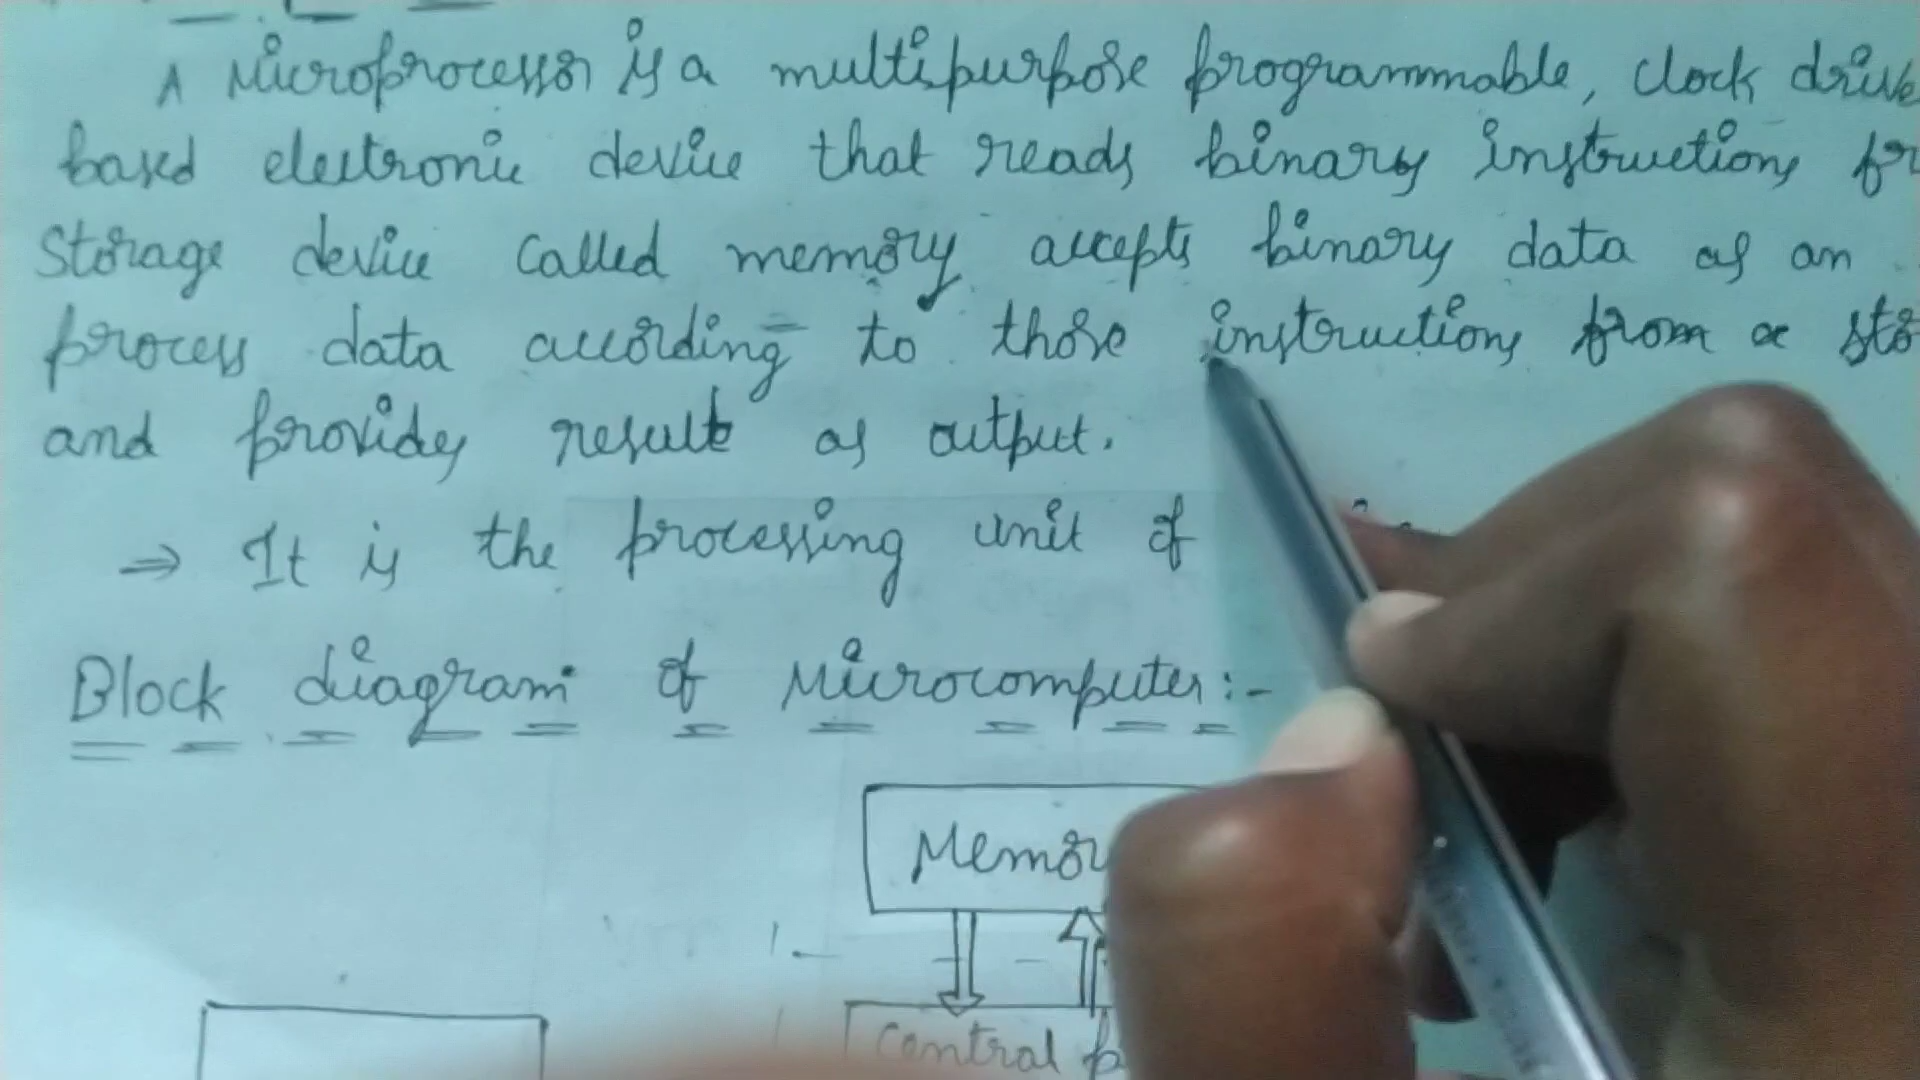 A Microprocessor is a multipurpose programmable, clock drive
based electronic device that reads binary instructions fr
Storage device called memory accepts binary data as an
process data according to those instructions from a sto
and provides result as output.
⇒ It is the processing unit of
Block diagram of Microcomputer:-
Memor
Central p